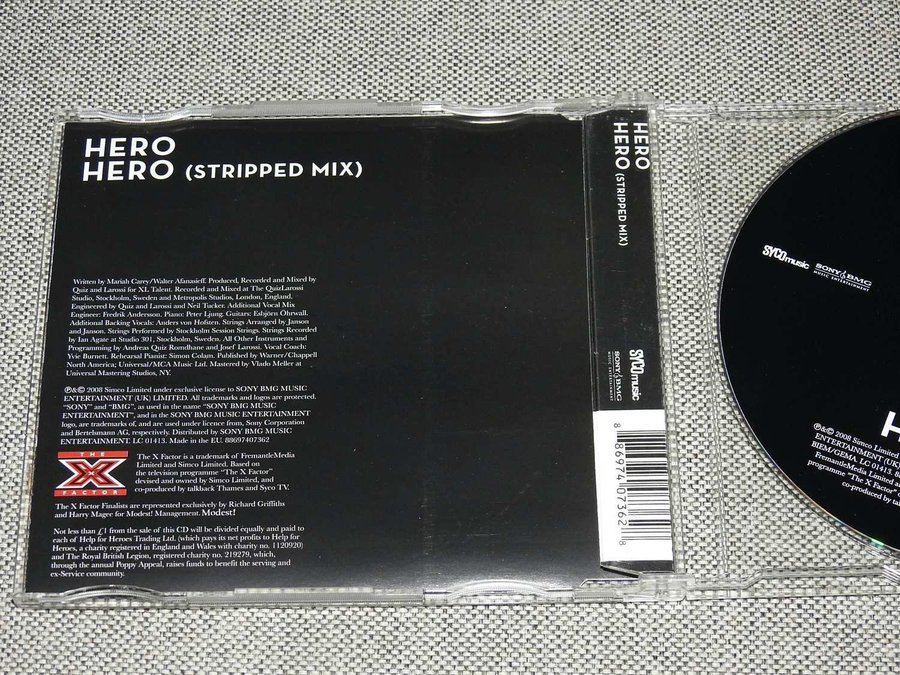 HERO
HERO (STRIPPED MIX)
Written by Mariah Carey/Walter Afanasieff. Produced, Recorded and Mixed by
Quiz and Larossi for XL Talent. Recorded and Mixed at The QuizLarossi
Studio, Stockholm, Sweden and Metropolis Studios, London, England.
Engineered by Quiz and Larossi and Neil Tucker. Additional Vocal Mix
Engineer: Fredrik Andersson. Piano: Peter Ljung. Guitars: Esbjörn Öhrwall.
Additional Backing Vocals: Anders von Hofsten. Strings Arranged by Janson
and Janson. Strings Performed by Stockholm Session Strings. Strings Recorded
by Ian Agate at Studio 301, Stockholm, Sweden. All Other Instruments and
Programming by Andreas Quiz Romdhane and Josef Larossi. Vocal Coach:
Yvie Burnett. Rehearsal Pianist: Simon Colam. Published by Warner/Chappell
North America; Universal/MCA Music Ltd. Mastered by Vlado Meller at
Universal Mastering Studios, NY.
℗&© 2008 Simco Limited under exclusive license to SONY BMG MUSIC
ENTERTAINMENT (UK) LIMITED. All trademarks and logos are protected.
"SONY" and "BMG", as used in the name "SONY BMG MUSIC
ENTERTAINMENT", and in the SONY BMG MUSIC ENTERTAINMENT
logo, are trademarks of, and are used under licence from, Sony Corporation
and Bertelsmann AG, respectively. Distributed by SONY BMG MUSIC
ENTERTAINMENT. LC 01413. Made in the EU. 88697407362
THE
X
FACTOR
The X Factor is a trademark of FremantleMedia
Limited and Simco Limited. Based on
the television programme "The X Factor"
devised and owned by Simco Limited, and
co-produced by talkback Thames and Syco TV.
The X Factor Finalists are represented exclusively by Richard Griffiths
and Harry Magee for Modest! Management. Modest!
Not less than £1 from the sale of this CD will be divided equally and paid to
each of Help for Heroes Trading Ltd. (which pays its net profits to Help for
Heroes, a charity registered in England and Wales with charity no. 1120920)
and The Royal British Legion, registered charity no. 219279, which,
through the annual Poppy Appeal, raises funds to benefit the serving and
ex-Service community.
HERO
HERO (STRIPPED MIX)
SYCOmusic
SONY BMG
MUSIC ENTERTAINMENT
8 86974 07362 8
SYCOmusic
SONY BMG
MUSIC ENTERTAINMENT
H
℗&© 2008 Simco Limited
ENTERTAINMENT (UK)
BIEM/GEMA LC 01413.
FremantleMedia Limited a
programme "The X Factor"
co-produced by